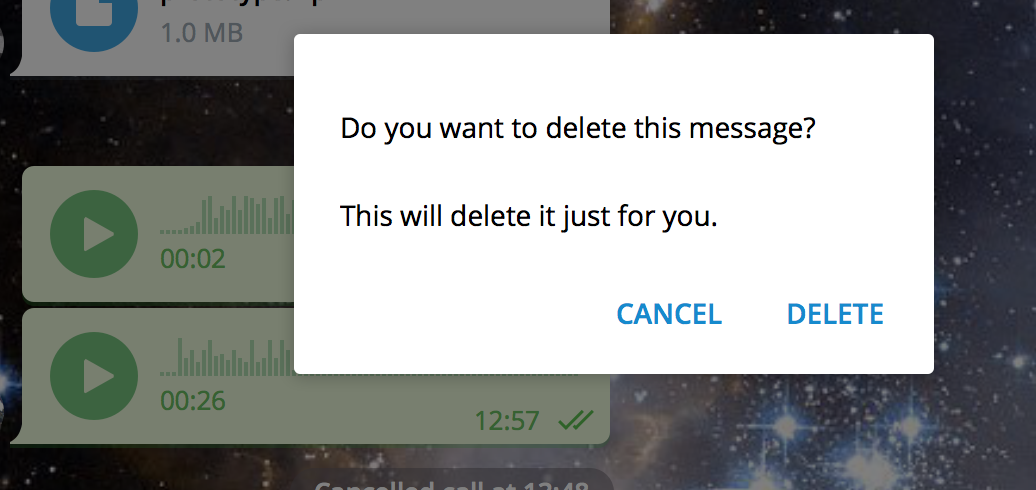 1.0 MB
Do you want to delete this message?
This will delete it just for you.
CANCEL DELETE
00:02
00:26
12:57
Cancelled call at 12:48